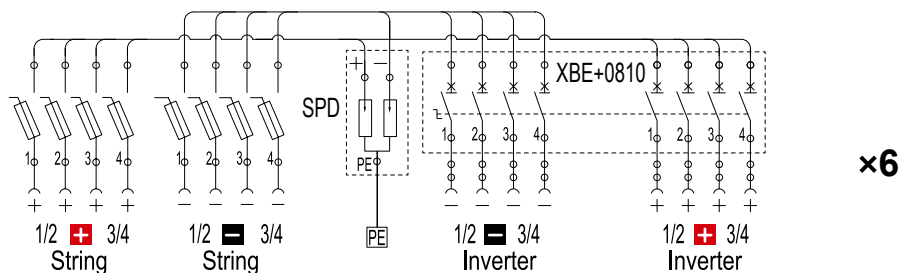 + −
XBE+0810
SPD
1 2 3 4
1 2 3 4
PE
1 2 3 4
1 2 3 4
×6
+ + + +
− − − −
− − − −
+ + + +
1/2 + 3/4
1/2 − 3/4
PE
1/2 − 3/4
1/2 + 3/4
String
String
Inverter
Inverter